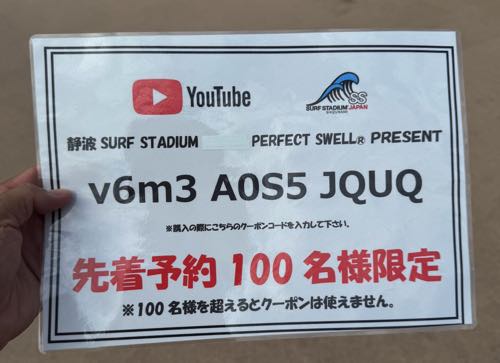 YouTube
SURF STADIUM JAPAN
SHIZUNAMI
静波 SURF STADIUM PERFECT SWELL® PRESENT
v6m3 A0S5 JQUQ
※購入の際にこちらのクーポンコードを入力して下さい。
先着予約 100 名様限定
※100 名様を超えるとクーポンは使えません。